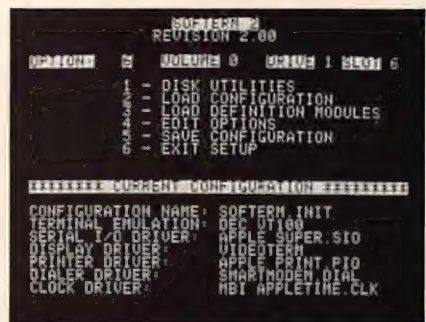 SOFTERM 2
REVISION 2.00
OPTION: 6 VOLUME 0 DRIVE 1 SLOT 6
1 - DISK UTILITIES
2 - LOAD CONFIGURATION
3 - LOAD DEFINITION MODULES
4 - EDIT OPTIONS
5 - SAVE CONFIGURATION
6 - EXIT SETUP
******** CURRENT CONFIGURATION ********
CONFIGURATION NAME: SOFTERM.INIT
TERMINAL EMULATION: DEC VT100
SERIAL I/O DRIVER: APPLE SUPER.SIO
DISPLAY DRIVER: VIDEOTERM
PRINTER DRIVER: APPLE PRINT.PIO
DIALER DRIVER: SMARTMODEM.DIAL
CLOCK DRIVER: MBI APPLETIME.CLK